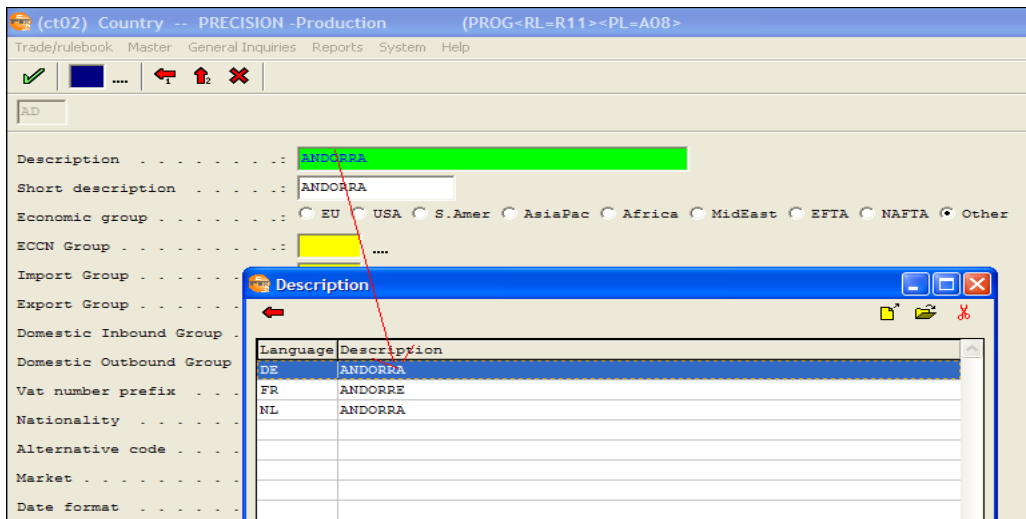 (ct02) Country -- PRECISION -Production (PROG<RL=R11><PL=A08>
Trade/rulebook Master General Inquiries Reports System Help
.... 1 2
AD
Description . . . . . . . .: ANDORRA
Short description . . . . .: ANDORRA
Economic group . . . . . . .: EU USA S.Amer AsiaPac Africa MidEast EFTA NAFTA Other
ECCN Group . . . . . . . . .: ....
Import Group . . . . . .
Export Group . . . . . .
Domestic Inbound Group .
Domestic Outbound Group
Vat number prefix . . .
Nationality . . . . . .
Alternative code . . . .
Market . . . . . . . . .
Date format . . . . . .
Description
Language Description
DE ANDORRA
FR ANDORRE
NL ANDORRA